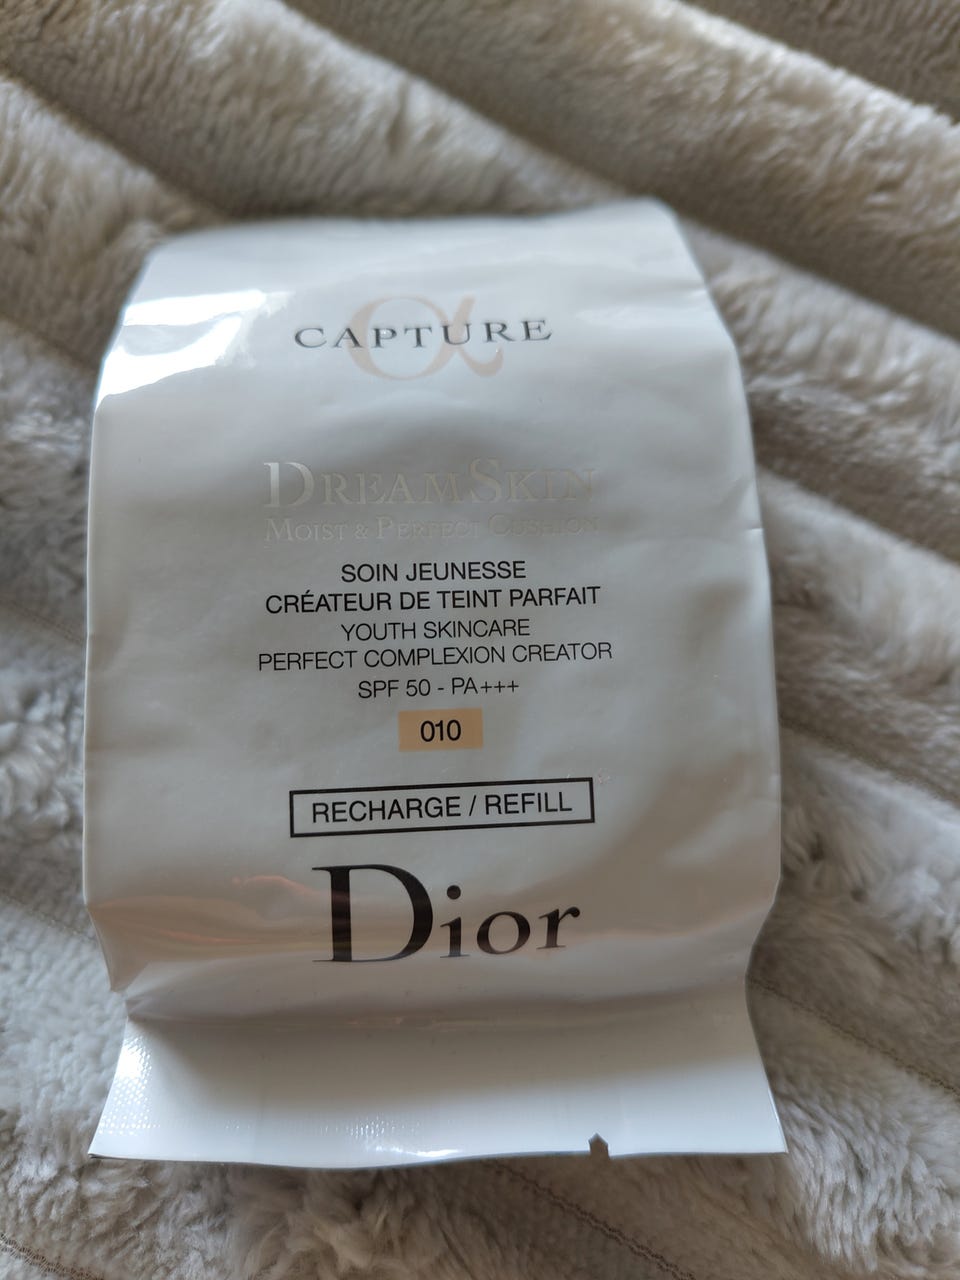 CAPTURE
DREAMSKIN
MOIST & PERFECT CUSHION
SOIN JEUNESSE
CRÉATEUR DE TEINT PARFAIT
YOUTH SKINCARE
PERFECT COMPLEXION CREATOR
SPF 50 - PA+++
010
RECHARGE / REFILL
Dior